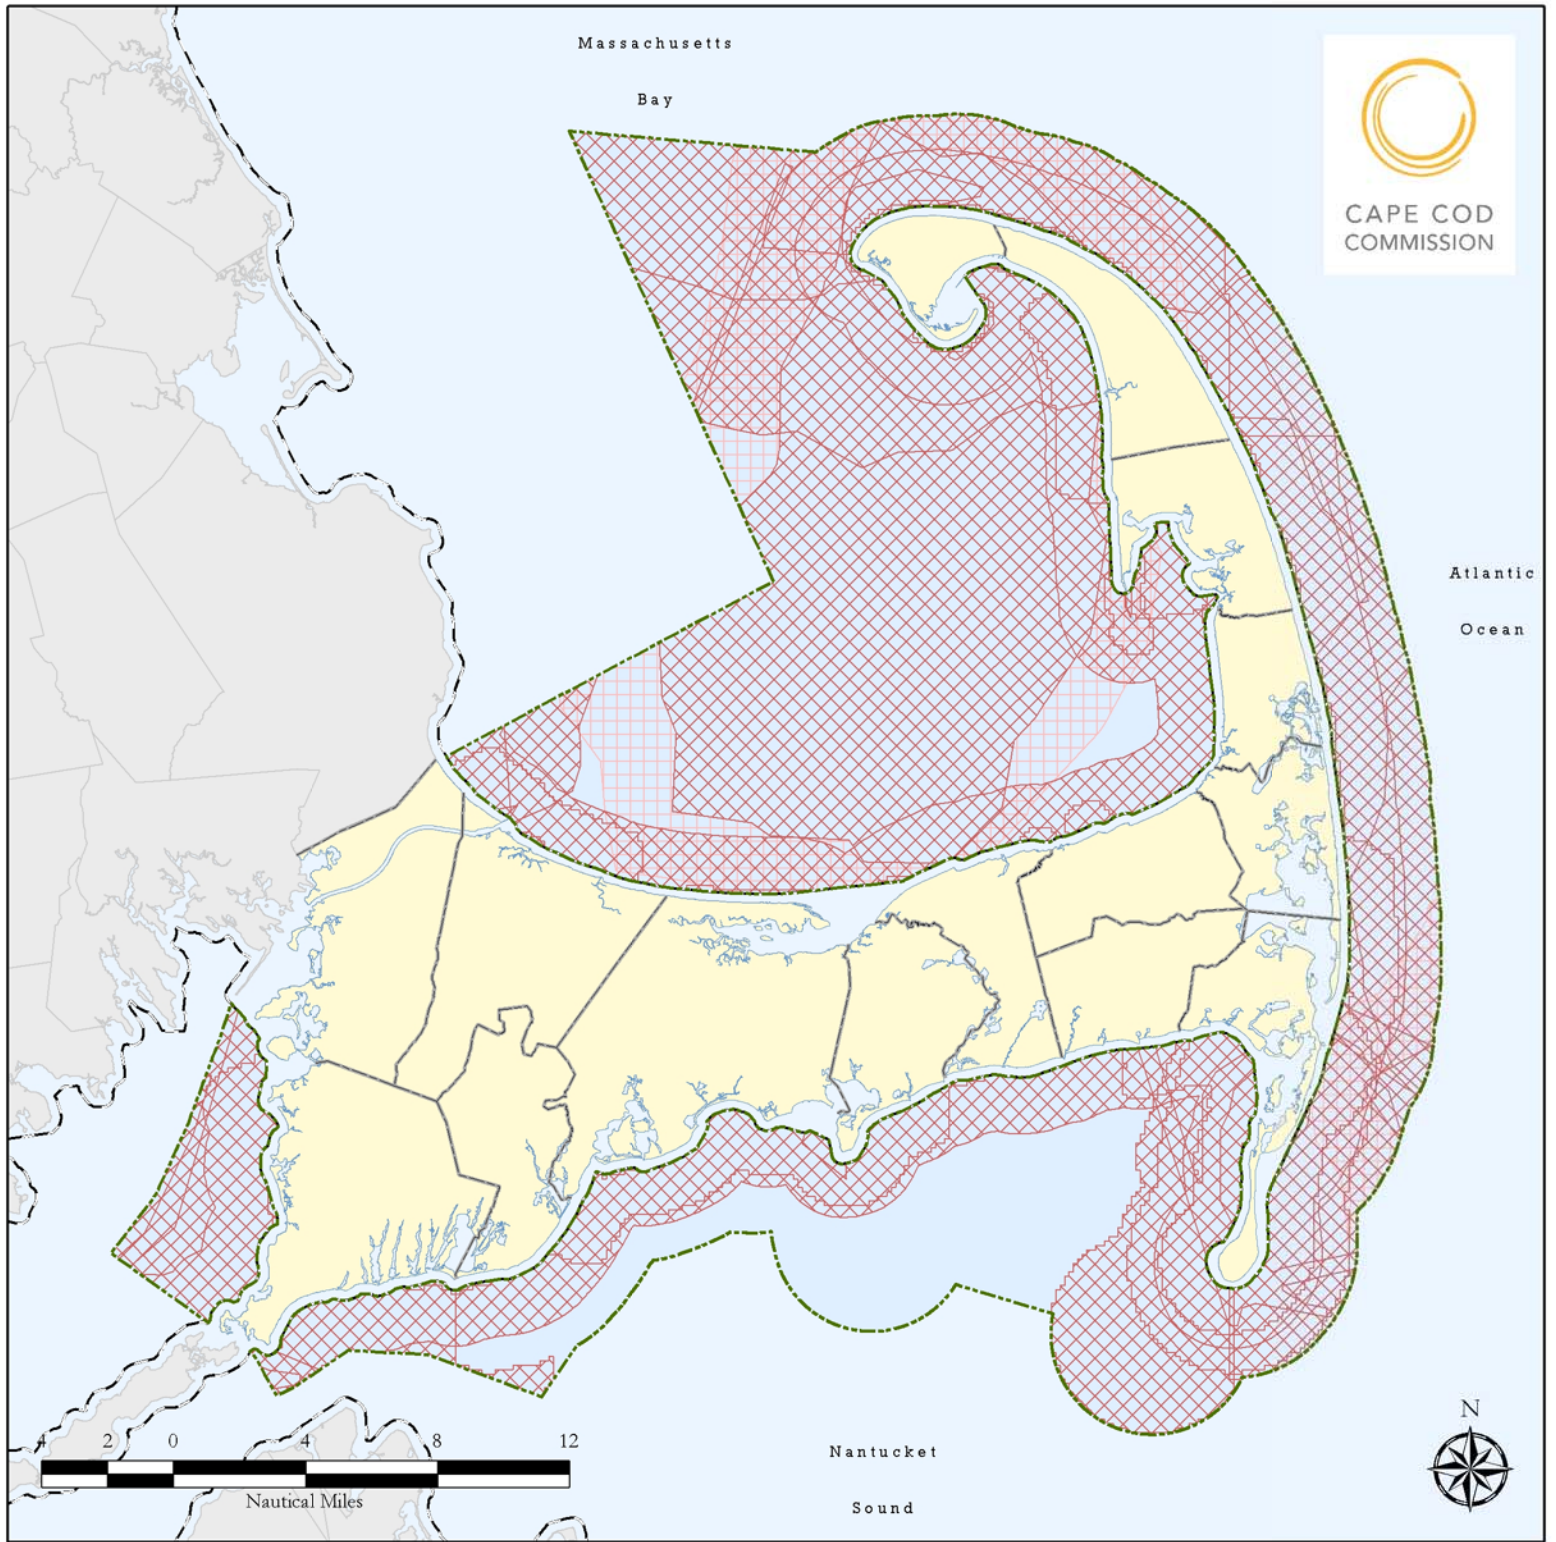 Massachusetts
Bay
CAPE COD
COMMISSION
Atlantic
Ocean
N
4 2 0 4 8 12
Nautical Miles
Nantucket
Sound